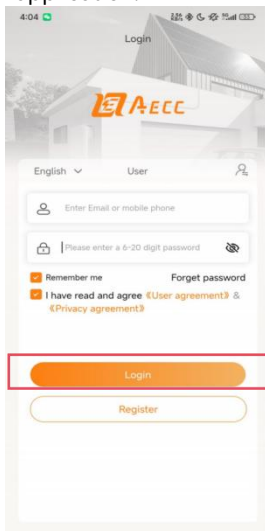 4:04
Login
AECC
English User
Enter Email or mobile phone
Please enter a 6-20 digit password
Remember me Forget password
I have read and agree 《User agreement》 &
《Privacy agreement》
Login
Register